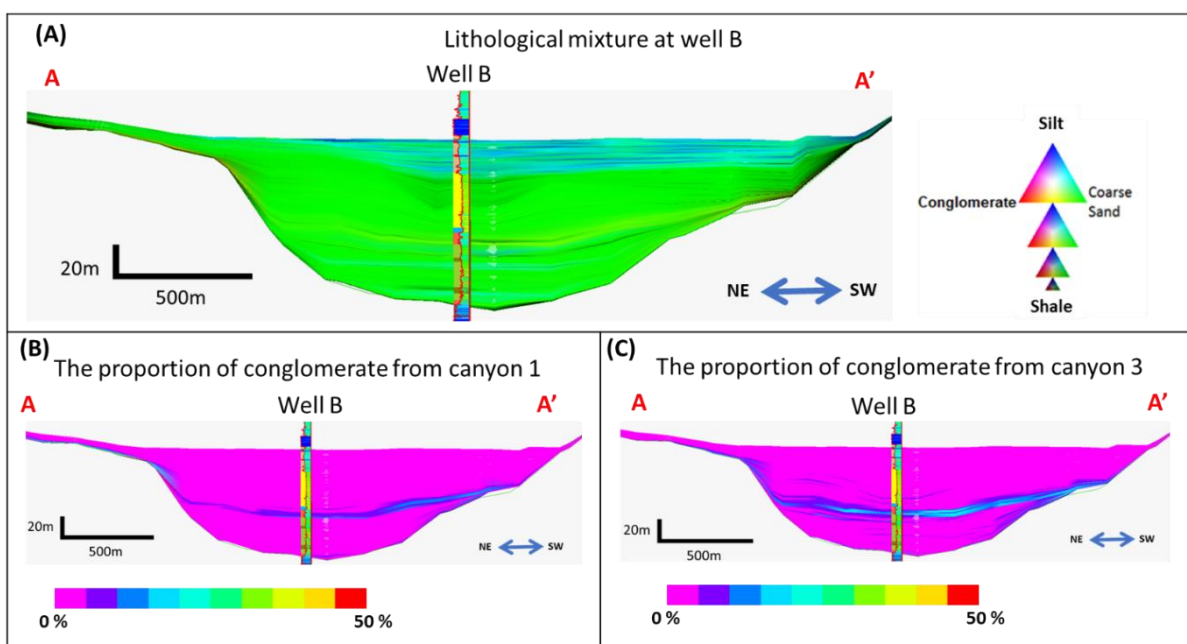 (A)
Lithological mixture at well B
A
Well B
A'
Silt
Conglomerate
Coarse
Sand
Shale
20m
500m
NE
SW
(B)
The proportion of conglomerate from canyon 1
A
Well B
A'
20m
500m
NE
SW
0 %
50 %
(C)
The proportion of conglomerate from canyon 3
A
Well B
A'
20m
500m
NE
SW
0 %
50 %